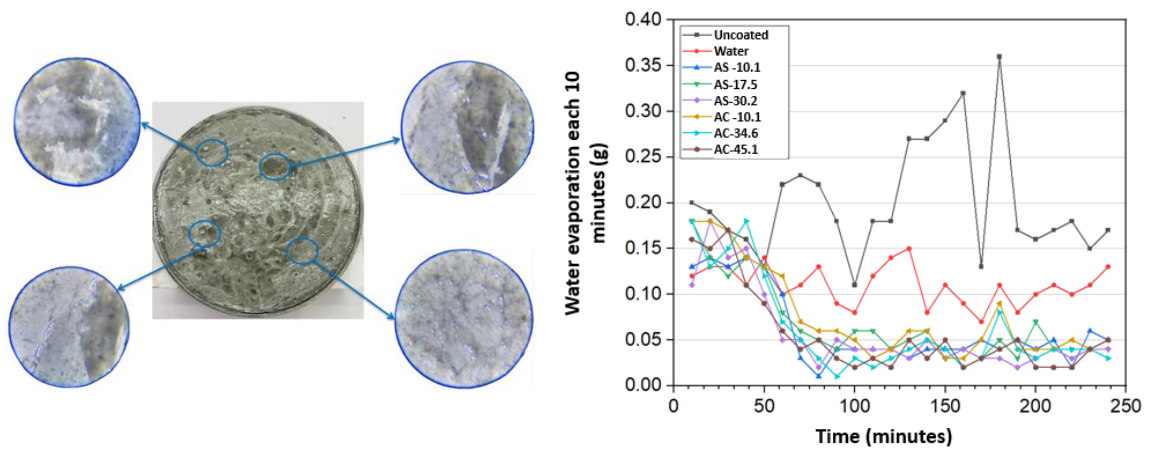 Water evaporation each 10
minutes (g)
0.40
0.35
0.30
0.25
0.20
0.15
0.10
0.05
0.00
Uncoated
Water
AS -10.1
AS-17.5
AS-30.2
AC -10.1
AC-34.6
AC-45.1
0
50
100
150
200
250
Time (minutes)